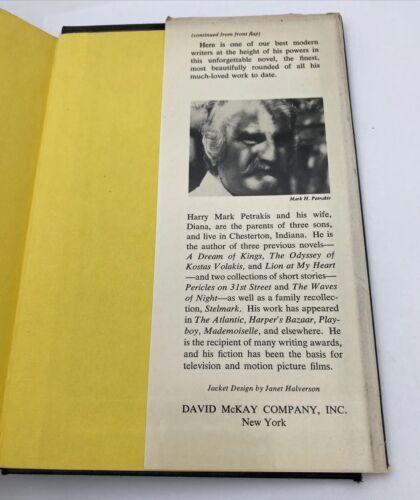 (continued from front flap)
Here is one of our best modern
writers at the height of his powers in
this unforgettable novel, the finest,
most beautifully rounded of all his
much-loved work to date.
Mark H. Petrakis
Harry Mark Petrakis and his wife,
Diana, are the parents of three sons,
and live in Chesterton, Indiana. He is
the author of three previous novels—
A Dream of Kings, The Odyssey of
Kostas Volakis, and Lion at My Heart
—and two collections of short stories—
Pericles on 31st Street and The Waves
of Night—as well as a family recollec-
tion, Stelmark. His work has appeared
in The Atlantic, Harper's Bazaar, Play-
boy, Mademoiselle, and elsewhere. He
is the recipient of many writing awards,
and his fiction has been the basis for
television and motion picture films.
Jacket Design by Janet Halverson
DAVID McKAY COMPANY, INC.
New York